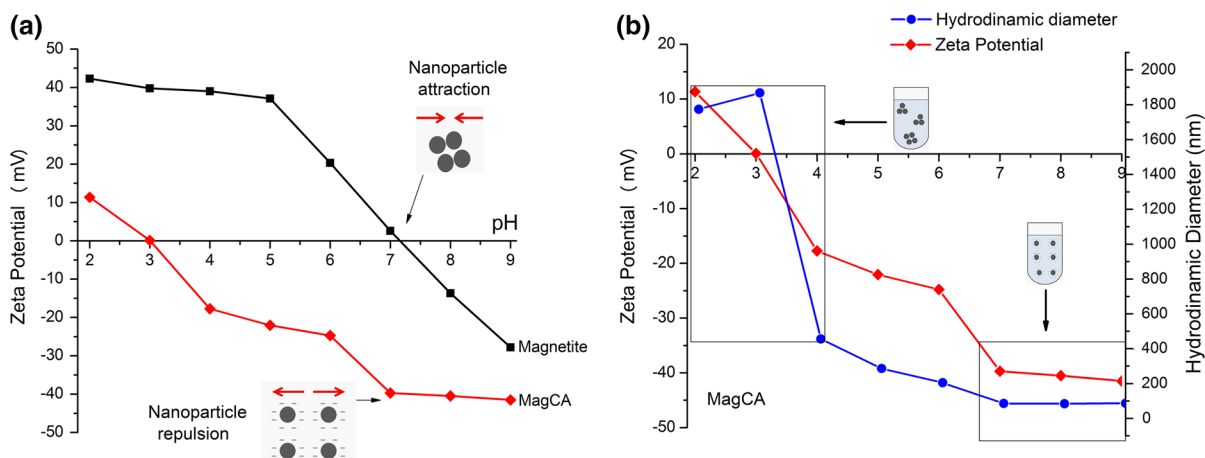 (a)
Zeta Potential ( mV)
50
40
30
20
10
0
-10
-20
-30
-40
-50
2 3 4 5 6 7 8 9
pH
Nanoparticle
attraction
Magnetite
MagCA
Nanoparticle
repulsion
(b)
Hydrodinamic diameter
Zeta Potential
Zeta Potential ( mV)
20
10
0
-10
-20
-30
-40
-50
2 3 4 5 6 7 8 9
MagCA
2000
1800
1600
1400
1200
1000
800
600
400
200
0
Hydrodynamic Diameter (nm)